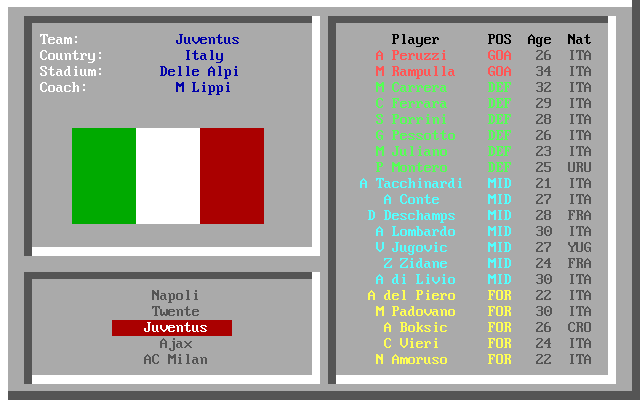 Team: Juventus
Country: Italy
Stadium: Delle Alpi
Coach: M Lippi
Napoli
Twente
Juventus
Ajax
AC Milan
Player POS Age Nat
A Peruzzi GOA 26 ITA
M Rampulla GOA 34 ITA
M Carrera DEF 32 ITA
C Ferrara DEF 29 ITA
S Porrini DEF 28 ITA
G Pessotto DEF 26 ITA
M Juliano DEF 23 ITA
P Montero DEF 25 URU
A Tacchinardi MID 21 ITA
A Conte MID 27 ITA
D Deschamps MID 28 FRA
A Lombardo MID 30 ITA
V Jugovic MID 27 YUG
Z Zidane MID 24 FRA
A di Livio MID 30 ITA
A del Piero FOR 22 ITA
M Padovano FOR 30 ITA
A Boksic FOR 26 CRO
C Vieri FOR 24 ITA
N Amoruso FOR 22 ITA